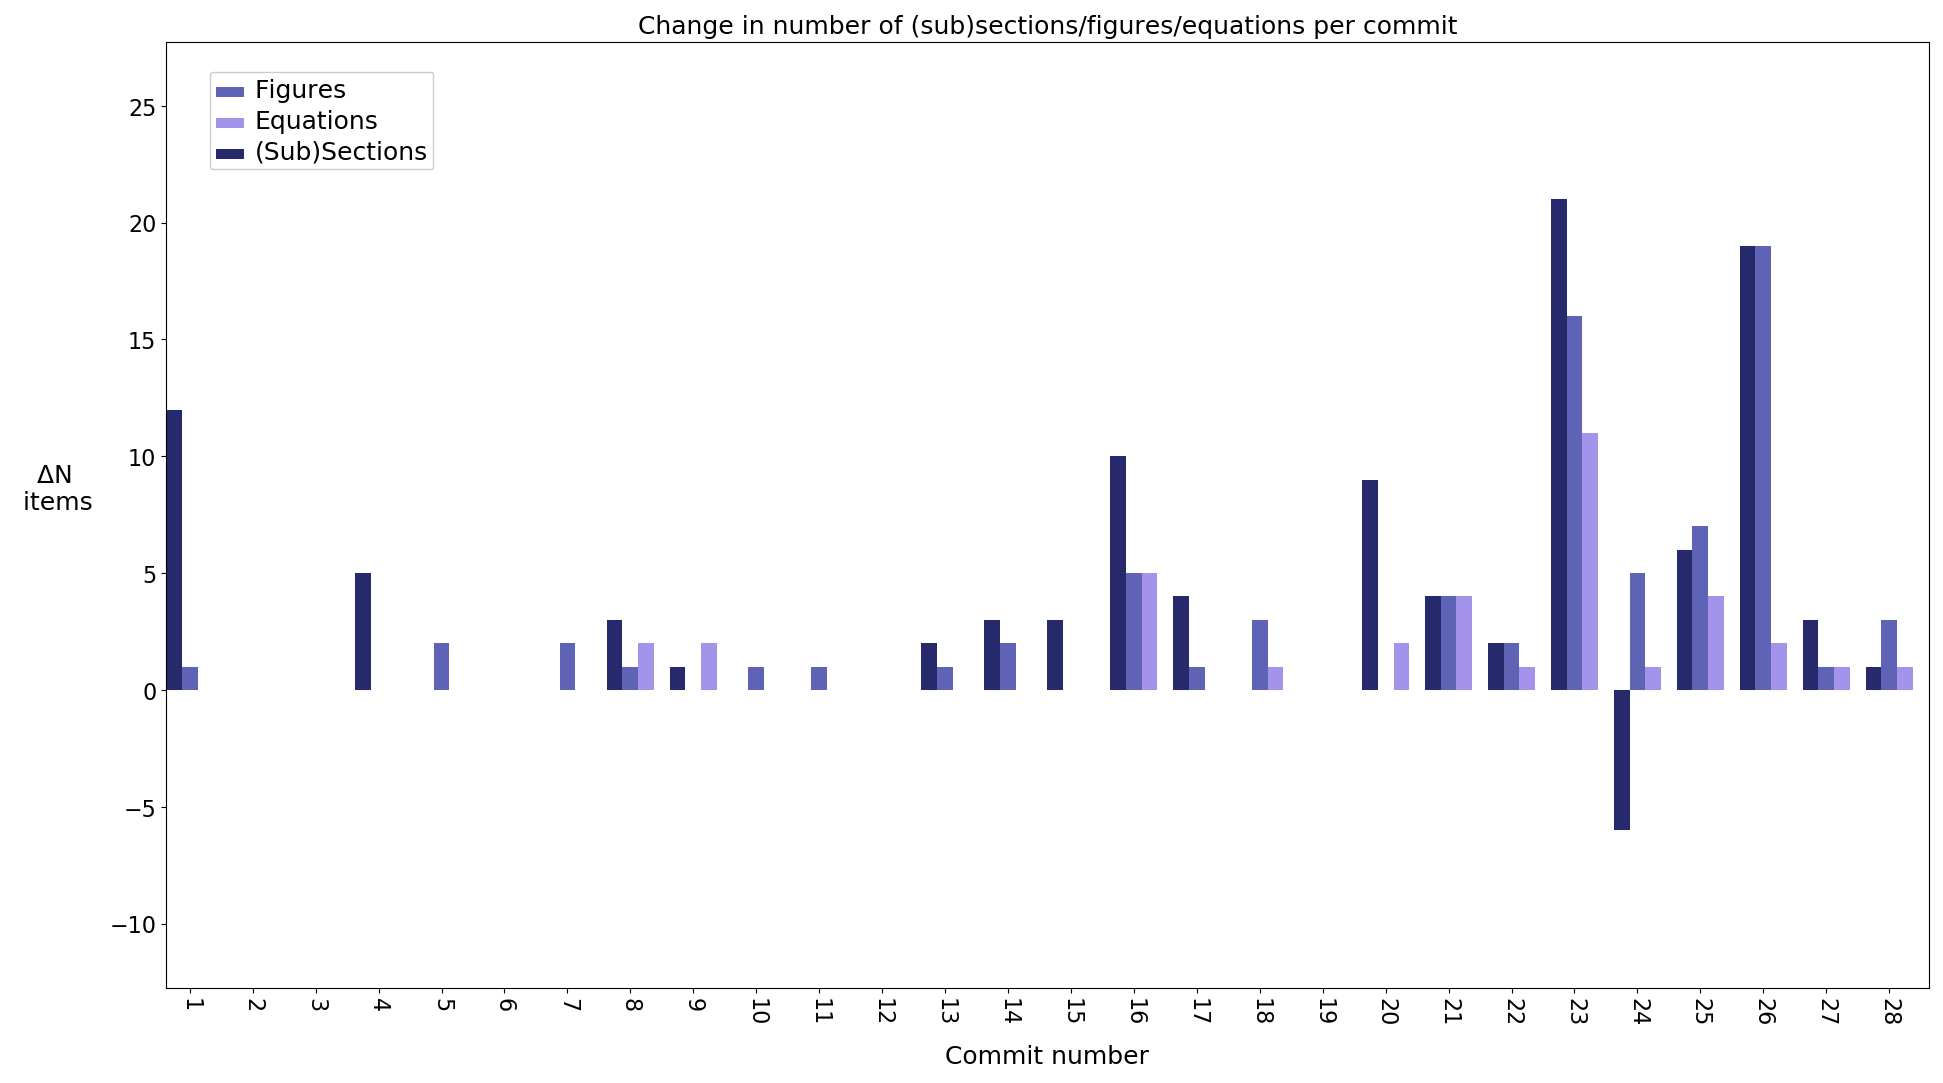 Change in number of (sub)sections/figures/equations per commit
Figures
Equations
(Sub)Sections
25
20
15
10
5
0
−5
−10
ΔN
items
1 2 3 4 5 6 7 8 9 10 11 12 13 14 15 16 17 18 19 20 21 22 23 24 25 26 27 28
Commit number